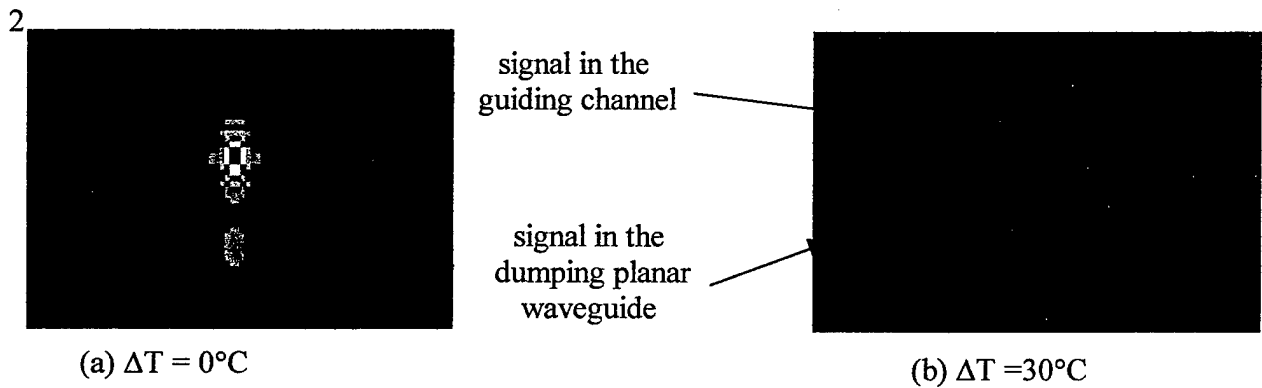 2
signal in the
guiding channel
signal in the
dumping planar
waveguide
(a) ΔT = 0°C
(b) ΔT =30°C